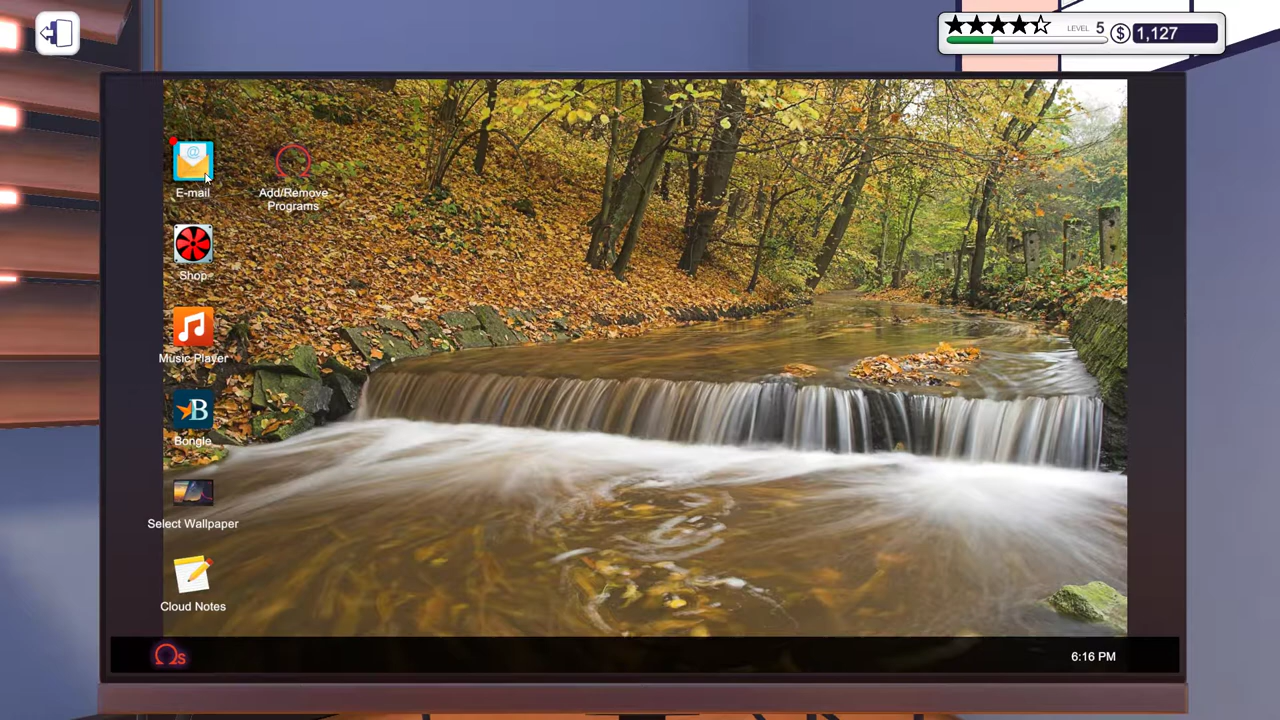 LEVEL 5
$ 1,127
@
E-mail
Add/Remove
Programs
Shop
Music Player
B
Bongle
Select Wallpaper
Cloud Notes
Ωs
6:16 PM